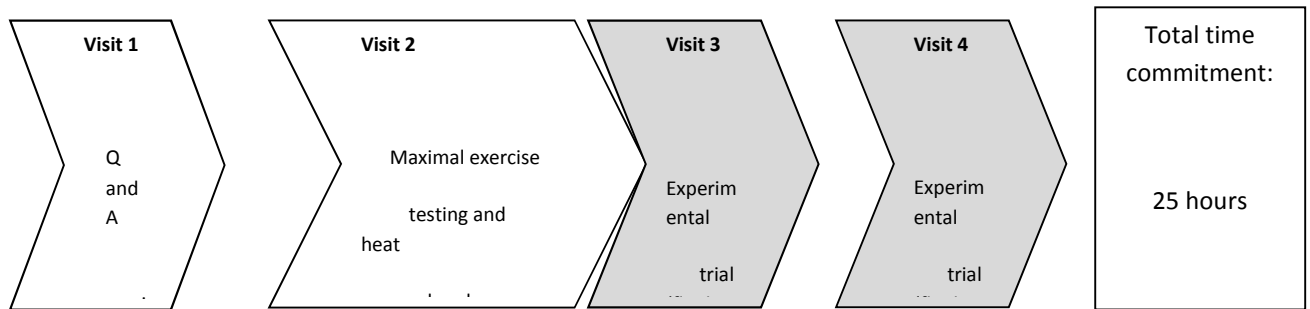 Visit 1
Q
and
A
Visit 2
Maximal exercise
testing and
heat
Visit 3
Experim
ental
trial
Visit 4
Experim
ental
trial
Total time
commitment:
25 hours